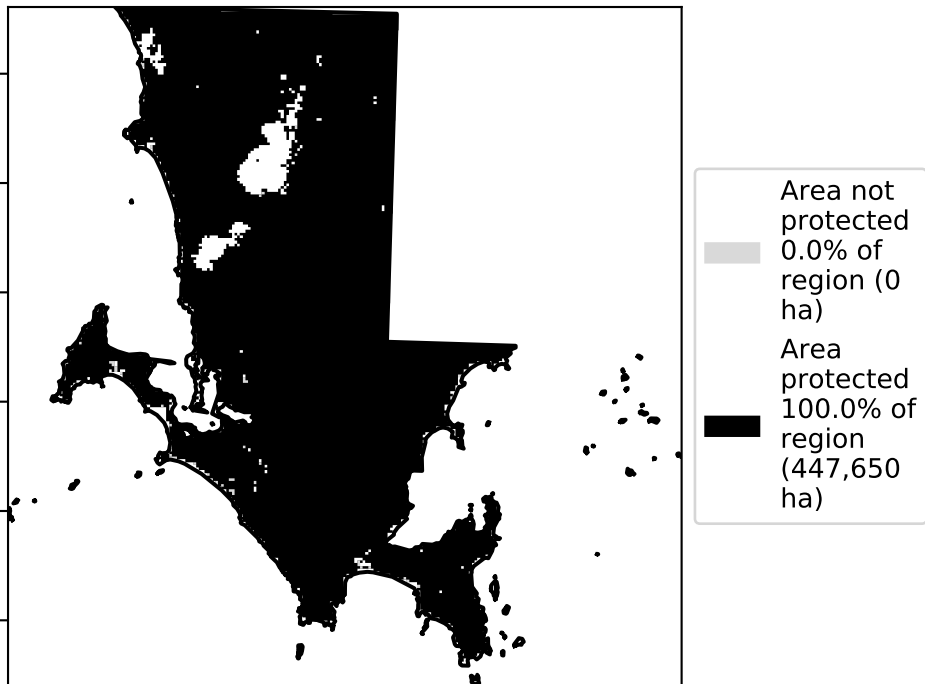 Area not
protected
0.0% of
region (0
ha)
Area
protected
100.0% of
region
(447,650
ha)